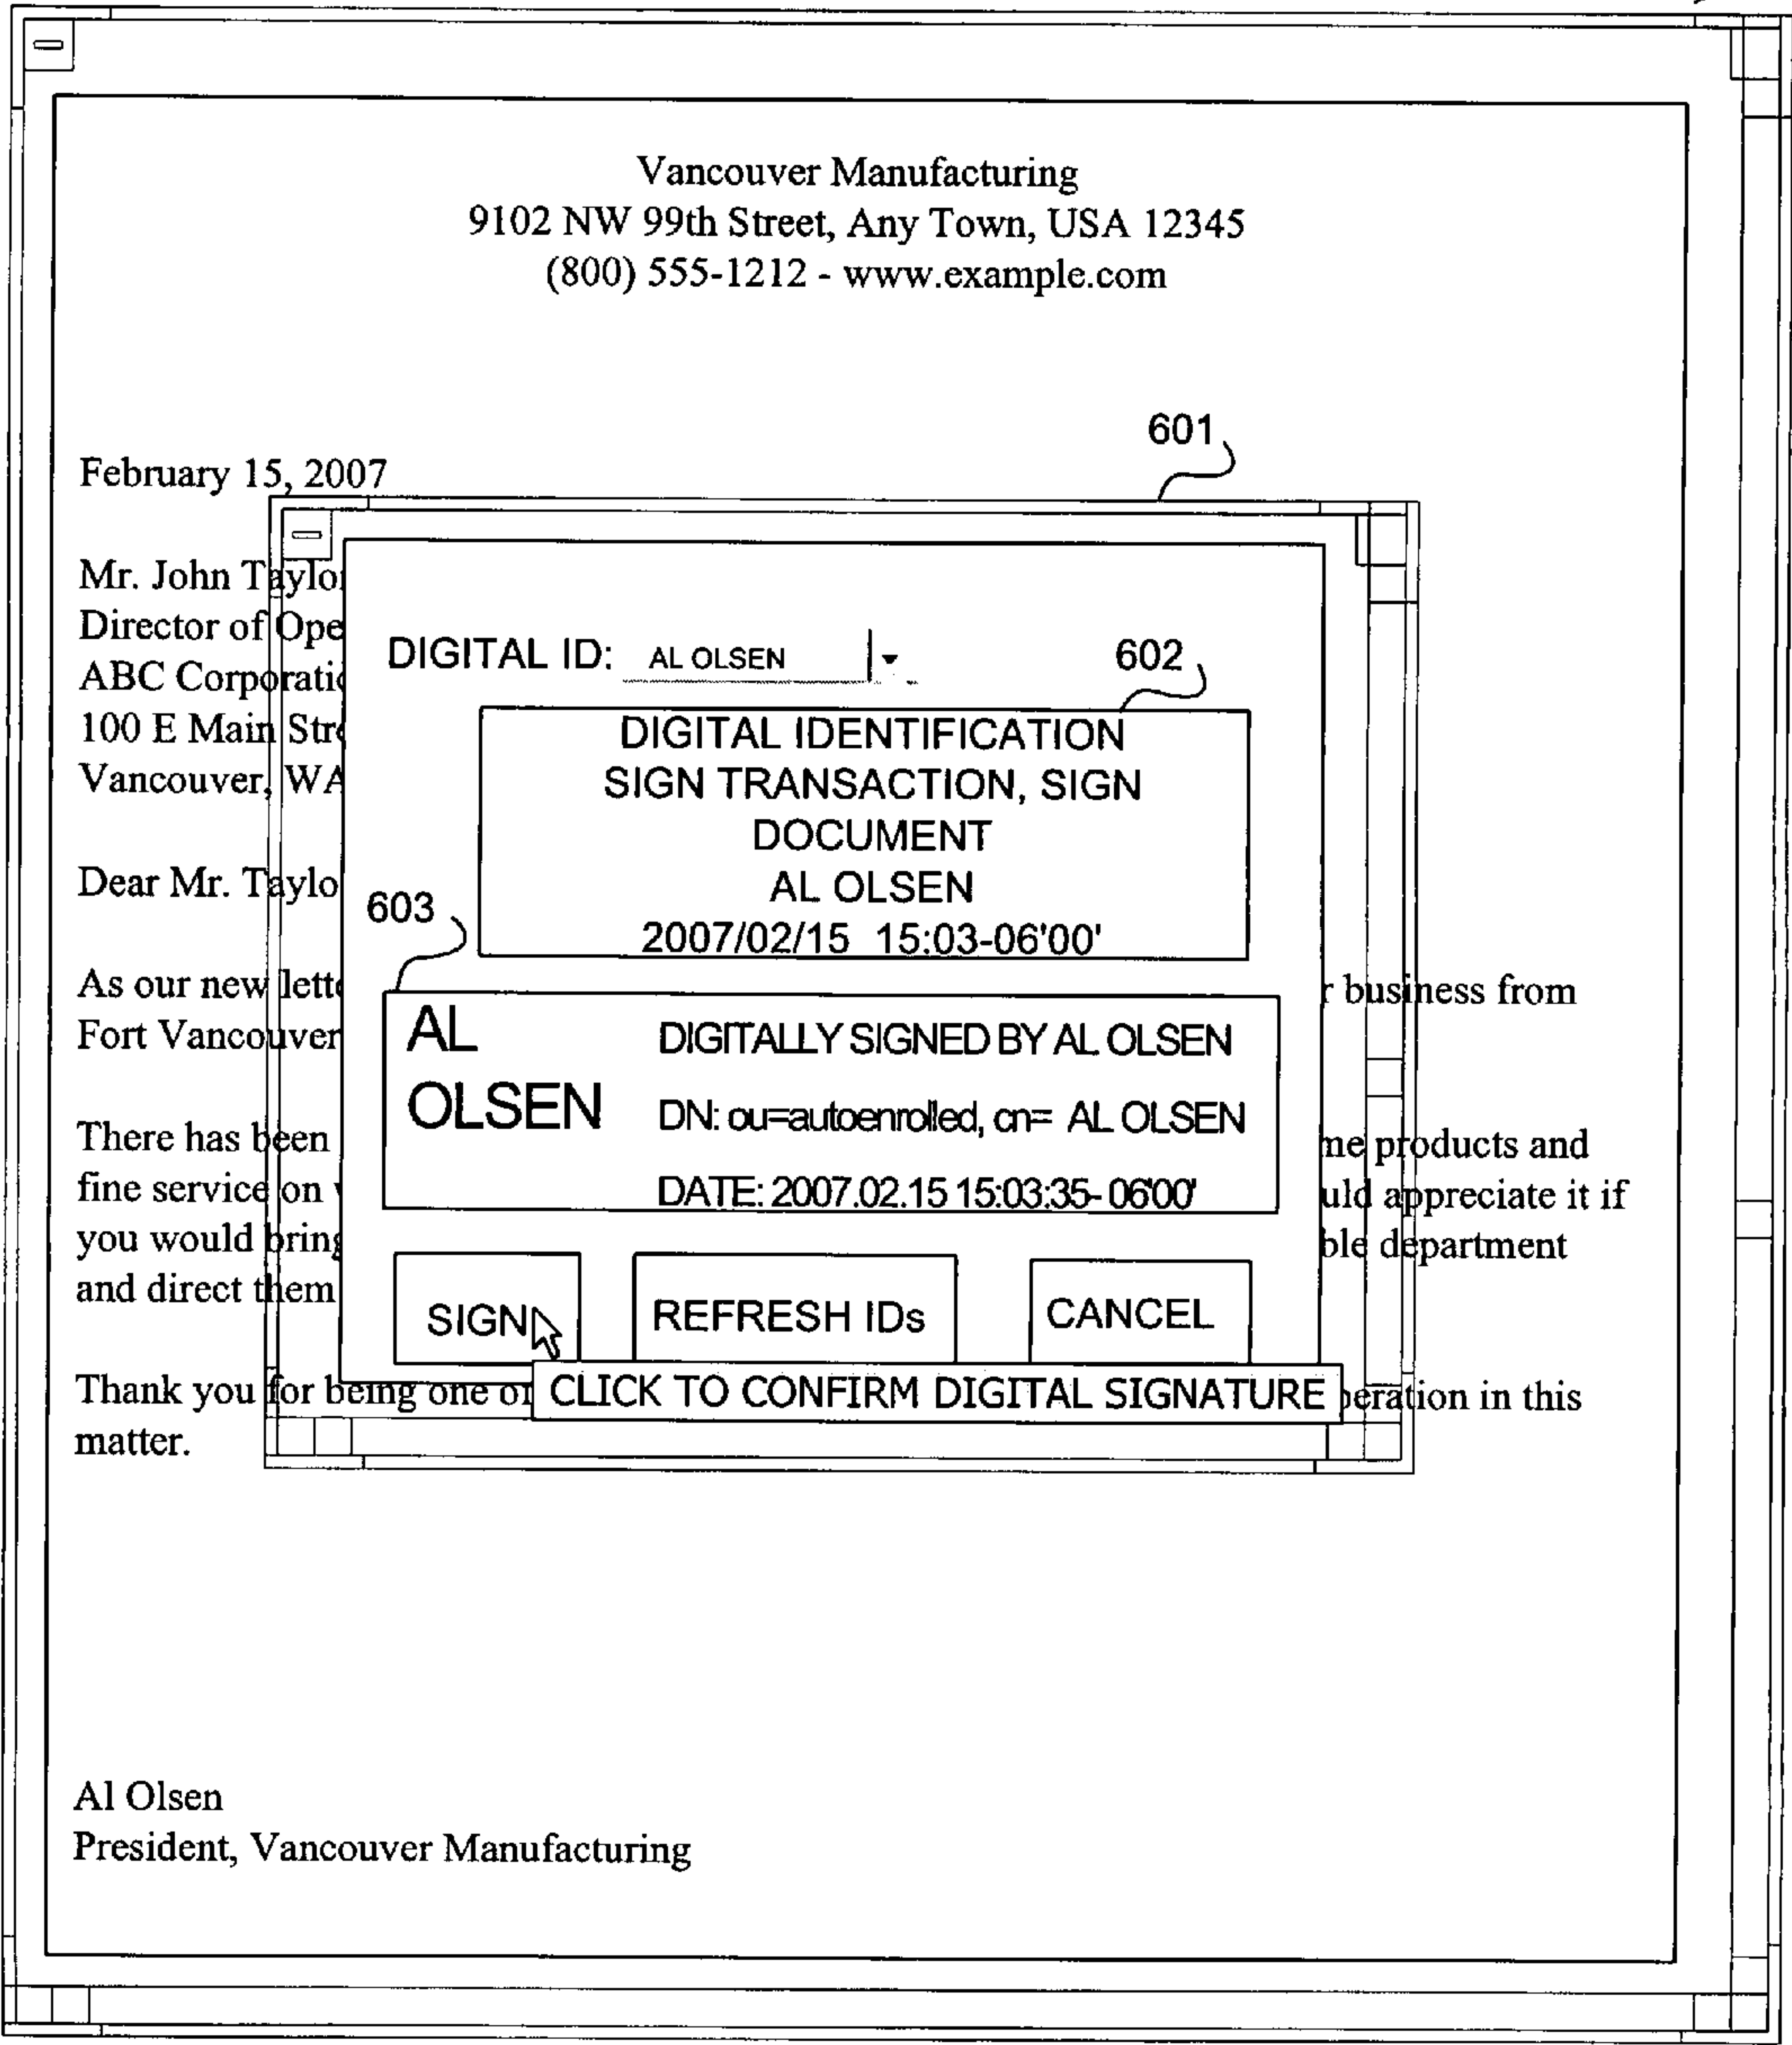 Vancouver Manufacturing
9102 NW 99th Street, Any Town, USA 12345
(800) 555-1212 - www.example.com
601
February 15, 2007
Mr. John Taylo
Director of Ope
ABC Corporati
100 E Main Str
Vancouver, WA
Dear Mr. Taylo
As our new lette r business from
Fort Vancouver
There has been me products and
fine service on uld appreciate it if
you would bring ble department
and direct them
Thank you for being one of peration in this
matter.
DIGITAL ID: AL OLSEN
602
DIGITAL IDENTIFICATION
SIGN TRANSACTION, SIGN
DOCUMENT
AL OLSEN
2007/02/15 15:03-06'00'
603
AL
OLSEN
DIGITALLY SIGNED BY AL OLSEN
DN: ou=autoenrolled, cn= AL OLSEN
DATE: 2007.02.15 15:03:35-06'00'
SIGN
REFRESH IDs
CANCEL
CLICK TO CONFIRM DIGITAL SIGNATURE
Al Olsen
President, Vancouver Manufacturing